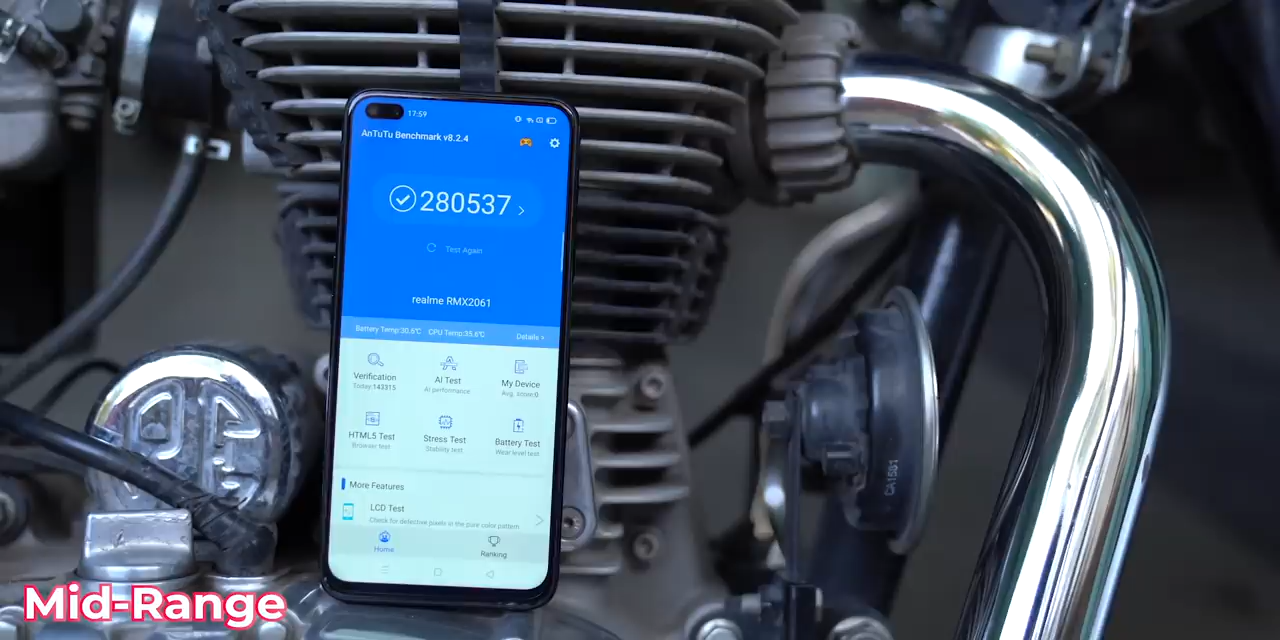 17:59
AnTuTu Benchmark v8.2.4
280537
Test Again
realme RMX2061
Battery Temp:30.6℃ CPU Temp:35.6℃ Details >
Verification
Today:143315
AI Test
AI performance
My Device
Avg. score:0
HTML5 Test
Browser test
Stress Test
Stability test
Battery Test
Wear level test
More Features
LCD Test
Check for defective pixels in the pure color pattern
Home
Ranking
CA1581
Mid-Range